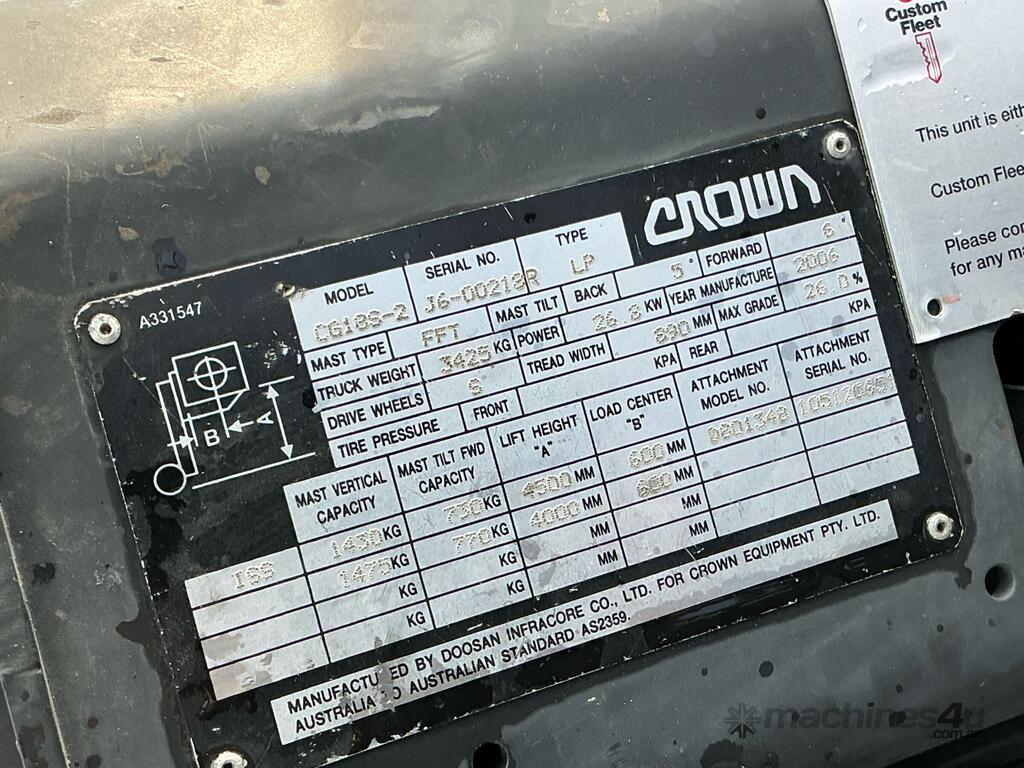 Custom
Fleet
This unit is eith
Custom Flee
Please con
for any ma
CROWN
A331547
B
A
MODEL SERIAL NO. TYPE
CG18S-2 J6-00218R LP
MAST TYPE FFT MAST TILT BACK 5° FORWARD 6°
TRUCK WEIGHT 3425 KG POWER 26.8 KW YEAR MANUFACTURE 2006
DRIVE WHEELS S TREAD WIDTH 890 MM MAX GRADE 26.0%
TIRE PRESSURE FRONT KPA REAR KPA
MAST VERTICAL CAPACITY MAST TILT FWD CAPACITY LIFT HEIGHT "A" LOAD CENTER "B" ATTACHMENT MODEL NO. ATTACHMENT SERIAL NO.
ISS 1430 KG 730 KG 4500 MM 600 MM
1475 KG 770 KG 4000 MM MM
KG KG MM MM
KG KG MM MM
MANUFACTURED BY DOOSAN INFRACORE CO., LTD. FOR CROWN EQUIPMENT PTY. LTD.
AUSTRALIA TO AUSTRALIAN STANDARD AS2359.
machines4u
.com.au